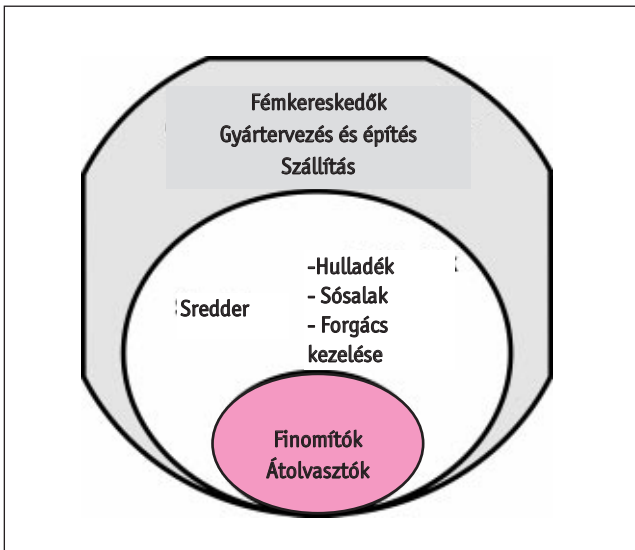 Fémkereskedők
Gyártervezés és építés
Szállítás
Sredder
-Hulladék
- Sósalak
- Forgács
kezelése
Finomítók
Átolvasztók